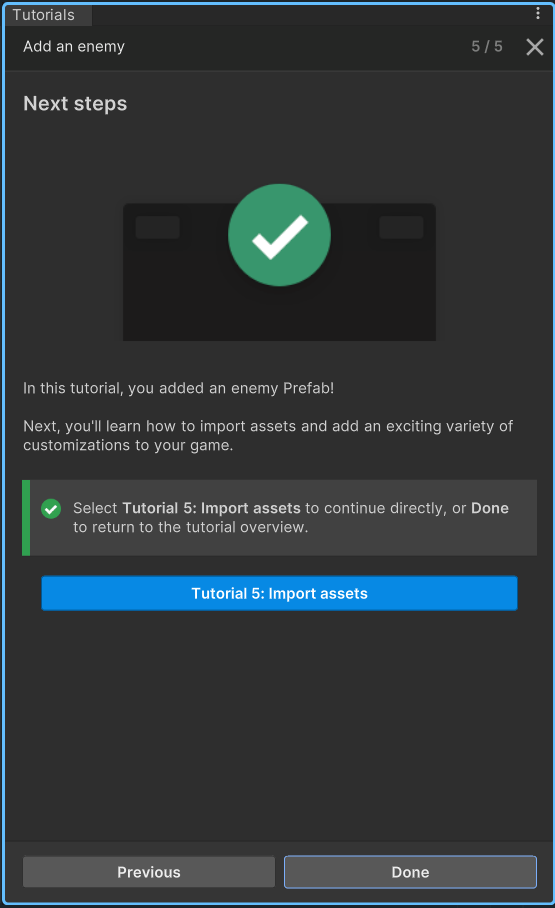 Tutorials
Add an enemy
5 / 5
Next steps
In this tutorial, you added an enemy Prefab!
Next, you'll learn how to import assets and add an exciting variety of
customizations to your game.
Select Tutorial 5: Import assets to continue directly, or Done
to return to the tutorial overview.
Tutorial 5: Import assets
Previous
Done